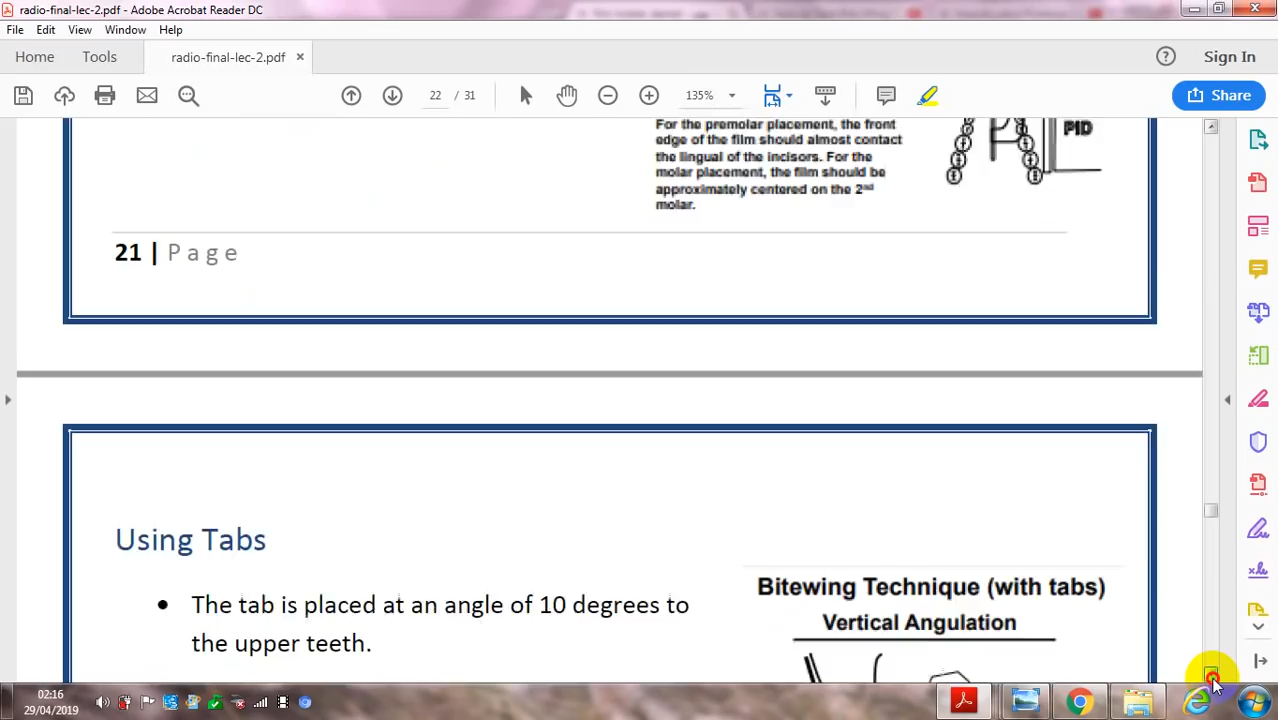 radio-final-lec-2.pdf - Adobe Acrobat Reader DC
File Edit View Window Help
Home Tools radio-final-lec-2.pdf × Sign In
22 / 31 135% Share
For the premolar placement, the front
edge of the film should almost contact
the lingual of the incisors. For the
molar placement, the film should be
approximately centered on the 2nd
molar.
PID
21 | Page
Using Tabs
• The tab is placed at an angle of 10 degrees to
the upper teeth.
Bitewing Technique (with tabs)
Vertical Angulation
02:16
29/04/2019